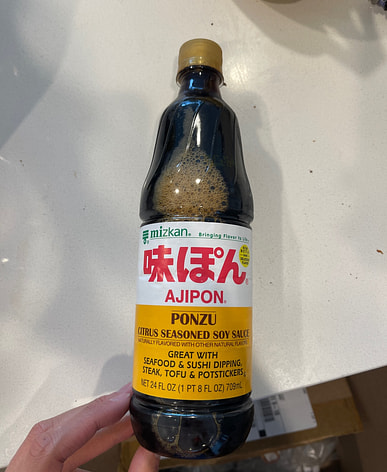 mizkan® Bringing Flavor to Life
味ぽん®
AJIPON®
PONZU
CITRUS SEASONED SOY SAUCE
NATURALLY FLAVORED WITH OTHER NATURAL FLAVORS
GREAT WITH
SEAFOOD & SUSHI DIPPING,
STEAK, TOFU & POTSTICKERS
NET 24 FL OZ (1 PT 8 FL OZ) 709mL